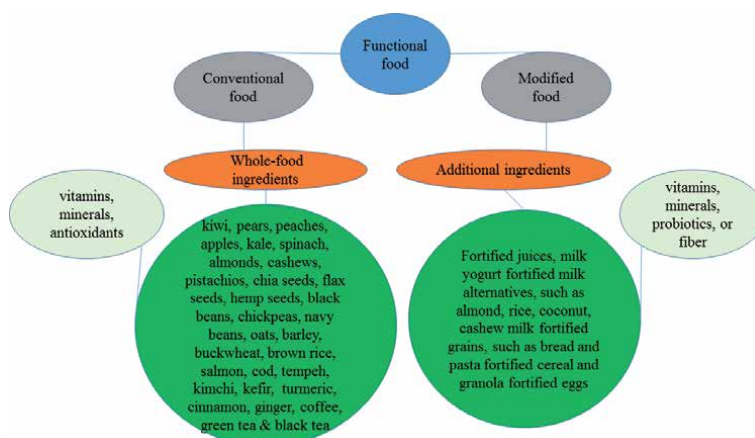 Functional
food
Conventional
food
Modified
food
Whole-food
ingredients
Additional ingredients
vitamins,
minerals,
antioxidants
vitamins,
minerals,
probiotics, or
fiber
kiwi, pears, peaches,
apples, kale, spinach,
almonds, cashews,
pistachios, chia seeds, flax
seeds, hemp seeds, black
beans, chickpeas, navy
beans, oats, barley,
buckwheat, brown rice,
salmon, cod, tempeh,
kimchi, kefir, turmeric,
cinnamon, ginger, coffee,
green tea & black tea
Fortified juices, milk
yogurt fortified milk
alternatives, such as
almond, rice, coconut,
cashew milk fortified
grains, such as bread and
pasta fortified cereal and
granola fortified eggs